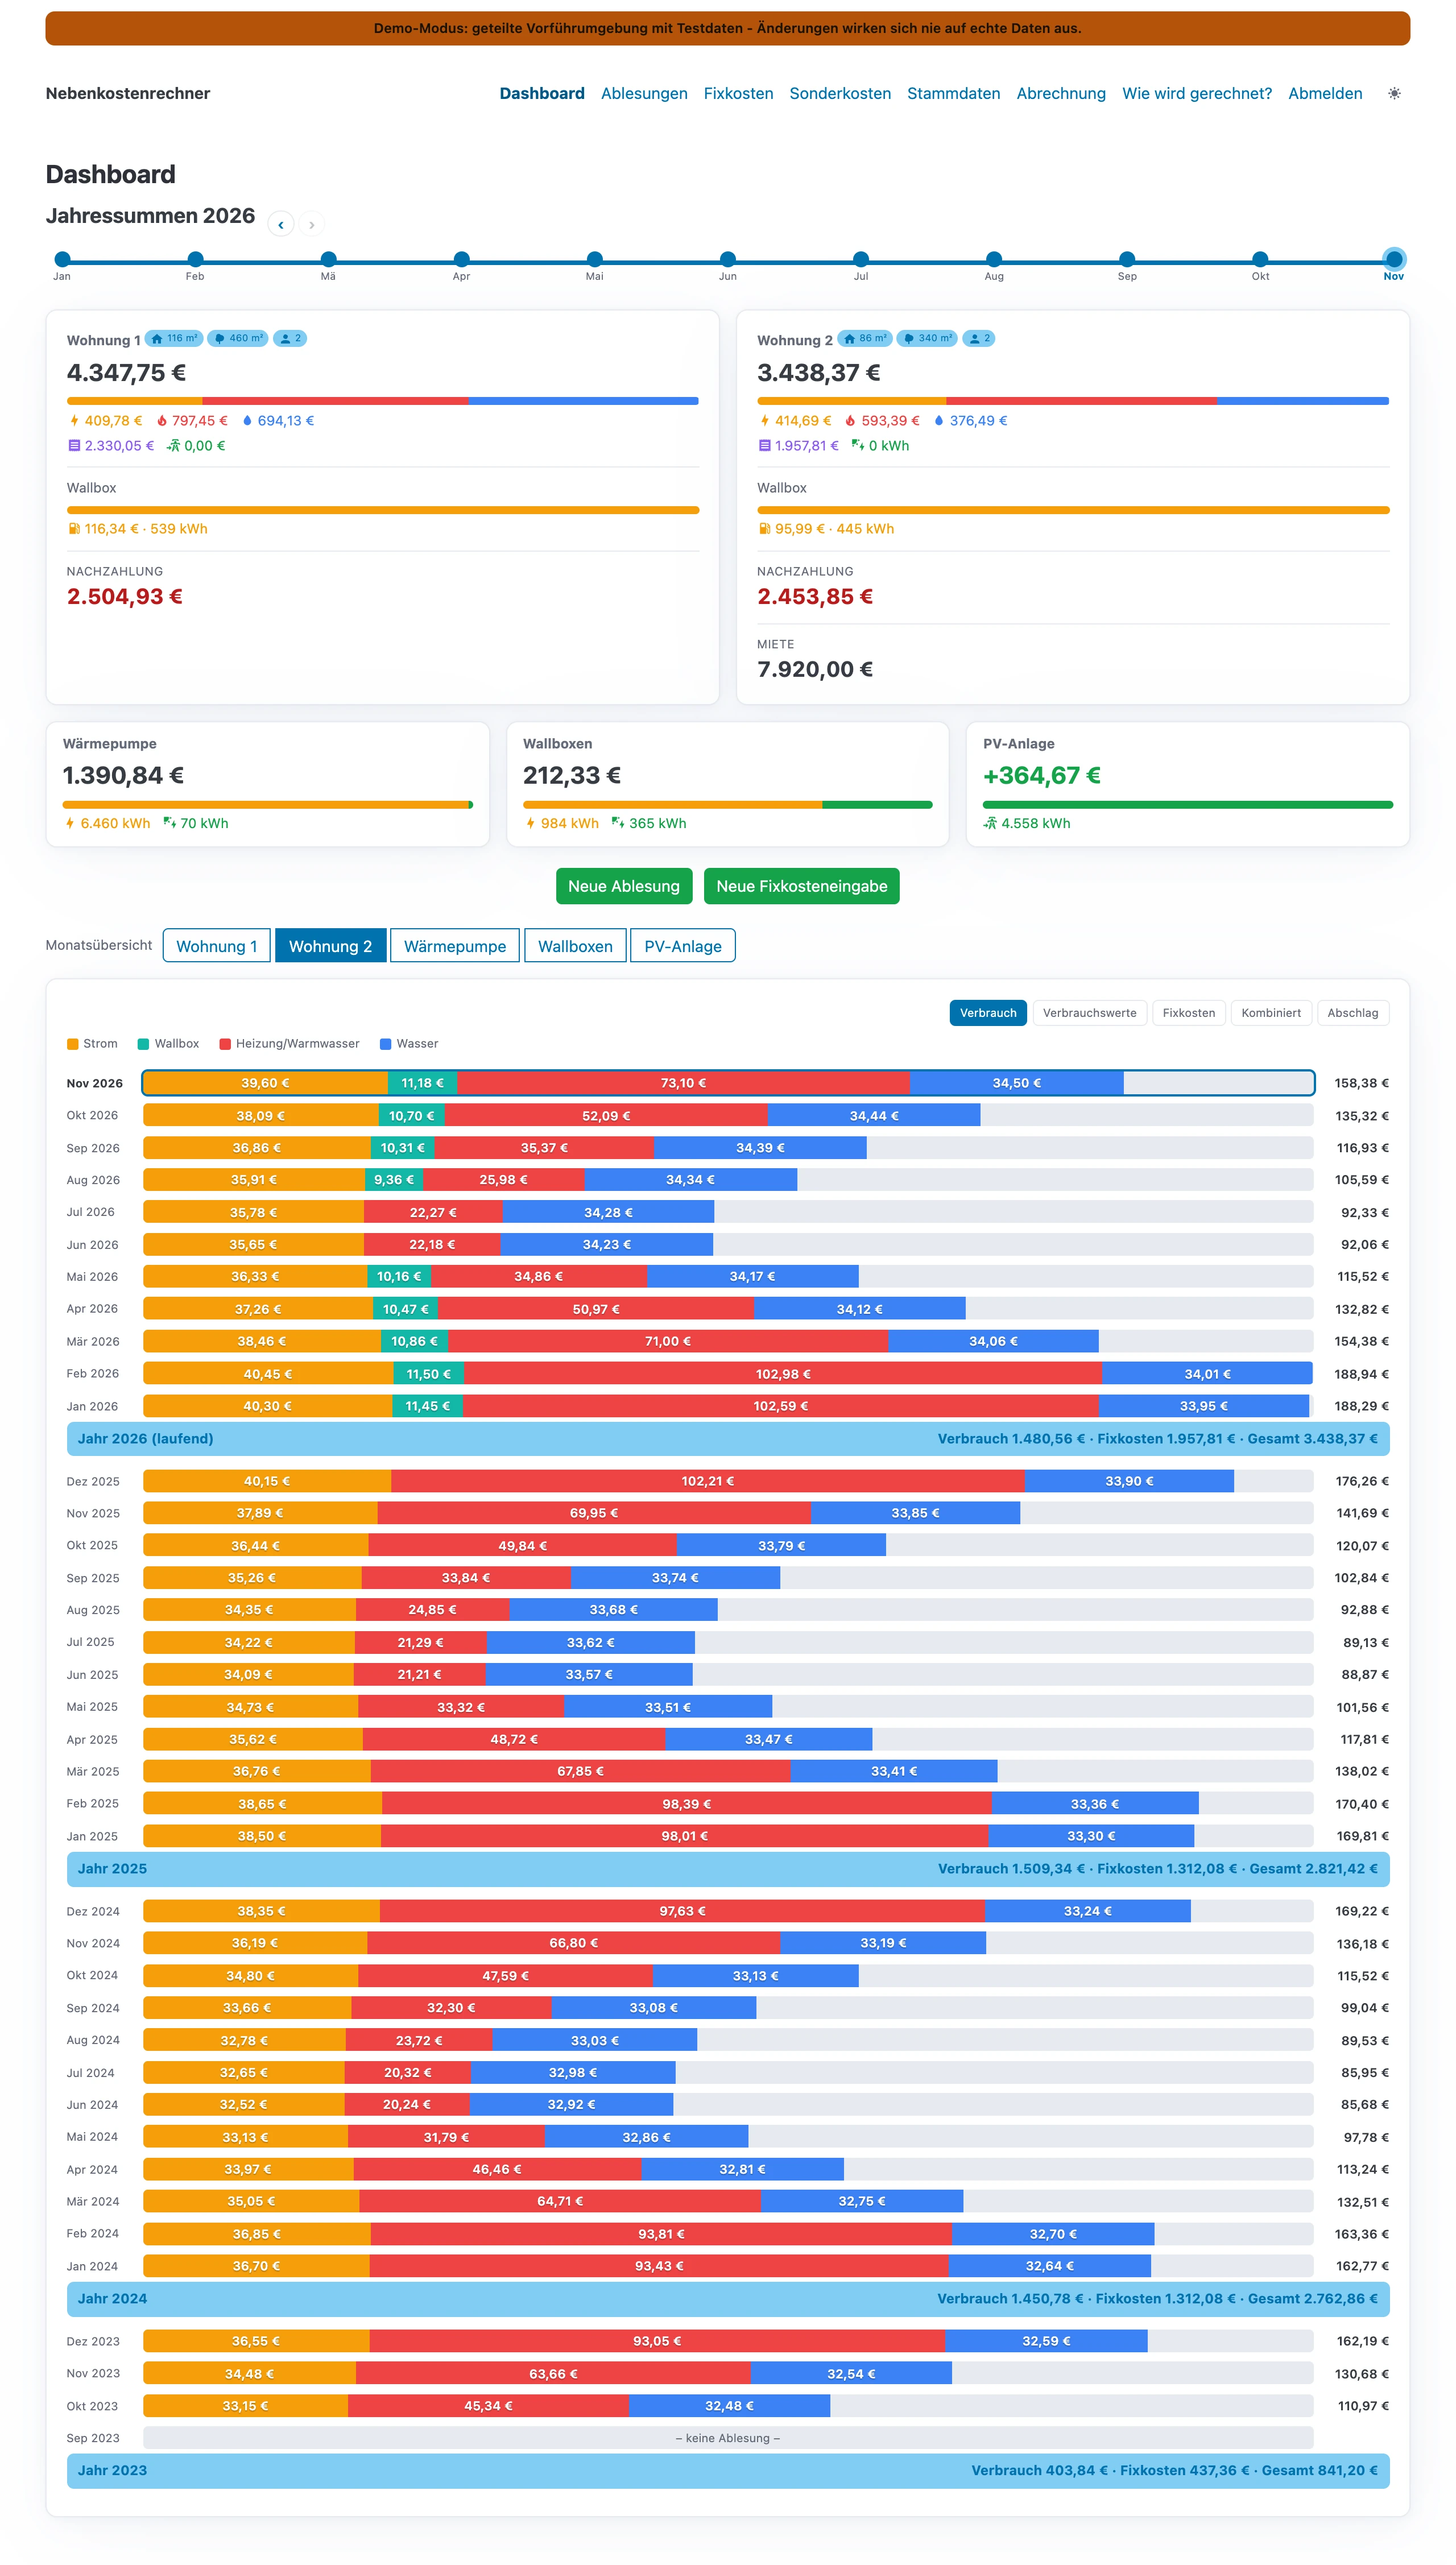 Demo-Modus: geteilte Vorführumgebung mit Testdaten - Änderungen wirken sich nie auf echte Daten aus.
Nebenkostenrechner Dashboard Ablesungen Fixkosten Sonderkosten Stammdaten Abrechnung Wie wird gerechnet? Abmelden
Dashboard
Jahressummen 2026 ‹ ›
Jan Feb Mä Apr Mai Jun Jul Aug Sep Okt Nov
Wohnung 1 116 m² 460 m² 2
4.347,75 €
409,78 € 797,45 € 694,13 €
2.330,05 € 0,00 €
Wallbox
116,34 € · 539 kWh
NACHZAHLUNG
2.504,93 €
Wohnung 2 86 m² 340 m² 2
3.438,37 €
414,69 € 593,39 € 376,49 €
1.957,81 € 0 kWh
Wallbox
95,99 € · 445 kWh
NACHZAHLUNG
2.453,85 €
MIETE
7.920,00 €
Wärmepumpe
1.390,84 €
6.460 kWh 70 kWh
Wallboxen
212,33 €
984 kWh 365 kWh
PV-Anlage
+364,67 €
4.558 kWh
Neue Ablesung Neue Fixkosteneingabe
Monatsübersicht Wohnung 1 Wohnung 2 Wärmepumpe Wallboxen PV-Anlage
Verbrauch Verbrauchswerte Fixkosten Kombiniert Abschlag
Strom Wallbox Heizung/Warmwasser Wasser
Nov 2026 39,60 € 11,18 € 73,10 € 34,50 € 158,38 €
Okt 2026 38,09 € 10,70 € 52,09 € 34,44 € 135,32 €
Sep 2026 36,86 € 10,31 € 35,37 € 34,39 € 116,93 €
Aug 2026 35,91 € 9,36 € 25,98 € 34,34 € 105,59 €
Jul 2026 35,78 € 22,27 € 34,28 € 92,33 €
Jun 2026 35,65 € 22,18 € 34,23 € 92,06 €
Mai 2026 36,33 € 10,16 € 34,86 € 34,17 € 115,52 €
Apr 2026 37,26 € 10,47 € 50,97 € 34,12 € 132,82 €
Mär 2026 38,46 € 10,86 € 71,00 € 34,06 € 154,38 €
Feb 2026 40,45 € 11,50 € 102,98 € 34,01 € 188,94 €
Jan 2026 40,30 € 11,45 € 102,59 € 33,95 € 188,29 €
Jahr 2026 (laufend) Verbrauch 1.480,56 € · Fixkosten 1.957,81 € · Gesamt 3.438,37 €
Dez 2025 40,15 € 102,21 € 33,90 € 176,26 €
Nov 2025 37,89 € 69,95 € 33,85 € 141,69 €
Okt 2025 36,44 € 49,84 € 33,79 € 120,07 €
Sep 2025 35,26 € 33,84 € 33,74 € 102,84 €
Aug 2025 34,35 € 24,85 € 33,68 € 92,88 €
Jul 2025 34,22 € 21,29 € 33,62 € 89,13 €
Jun 2025 34,09 € 21,21 € 33,57 € 88,87 €
Mai 2025 34,73 € 33,32 € 33,51 € 101,56 €
Apr 2025 35,62 € 48,72 € 33,47 € 117,81 €
Mär 2025 36,76 € 67,85 € 33,41 € 138,02 €
Feb 2025 38,65 € 98,39 € 33,36 € 170,40 €
Jan 2025 38,50 € 98,01 € 33,30 € 169,81 €
Jahr 2025 Verbrauch 1.509,34 € · Fixkosten 1.312,08 € · Gesamt 2.821,42 €
Dez 2024 38,35 € 97,63 € 33,24 € 169,22 €
Nov 2024 36,19 € 66,80 € 33,19 € 136,18 €
Okt 2024 34,80 € 47,59 € 33,13 € 115,52 €
Sep 2024 33,66 € 32,30 € 33,08 € 99,04 €
Aug 2024 32,78 € 23,72 € 33,03 € 89,53 €
Jul 2024 32,65 € 20,32 € 32,98 € 85,95 €
Jun 2024 32,52 € 20,24 € 32,92 € 85,68 €
Mai 2024 33,13 € 31,79 € 32,86 € 97,78 €
Apr 2024 33,97 € 46,46 € 32,81 € 113,24 €
Mär 2024 35,05 € 64,71 € 32,75 € 132,51 €
Feb 2024 36,85 € 93,81 € 32,70 € 163,36 €
Jan 2024 36,70 € 93,43 € 32,64 € 162,77 €
Jahr 2024 Verbrauch 1.450,78 € · Fixkosten 1.312,08 € · Gesamt 2.762,86 €
Dez 2023 36,55 € 93,05 € 32,59 € 162,19 €
Nov 2023 34,48 € 63,66 € 32,54 € 130,68 €
Okt 2023 33,15 € 45,34 € 32,48 € 110,97 €
Sep 2023 – keine Ablesung –
Jahr 2023 Verbrauch 403,84 € · Fixkosten 437,36 € · Gesamt 841,20 €